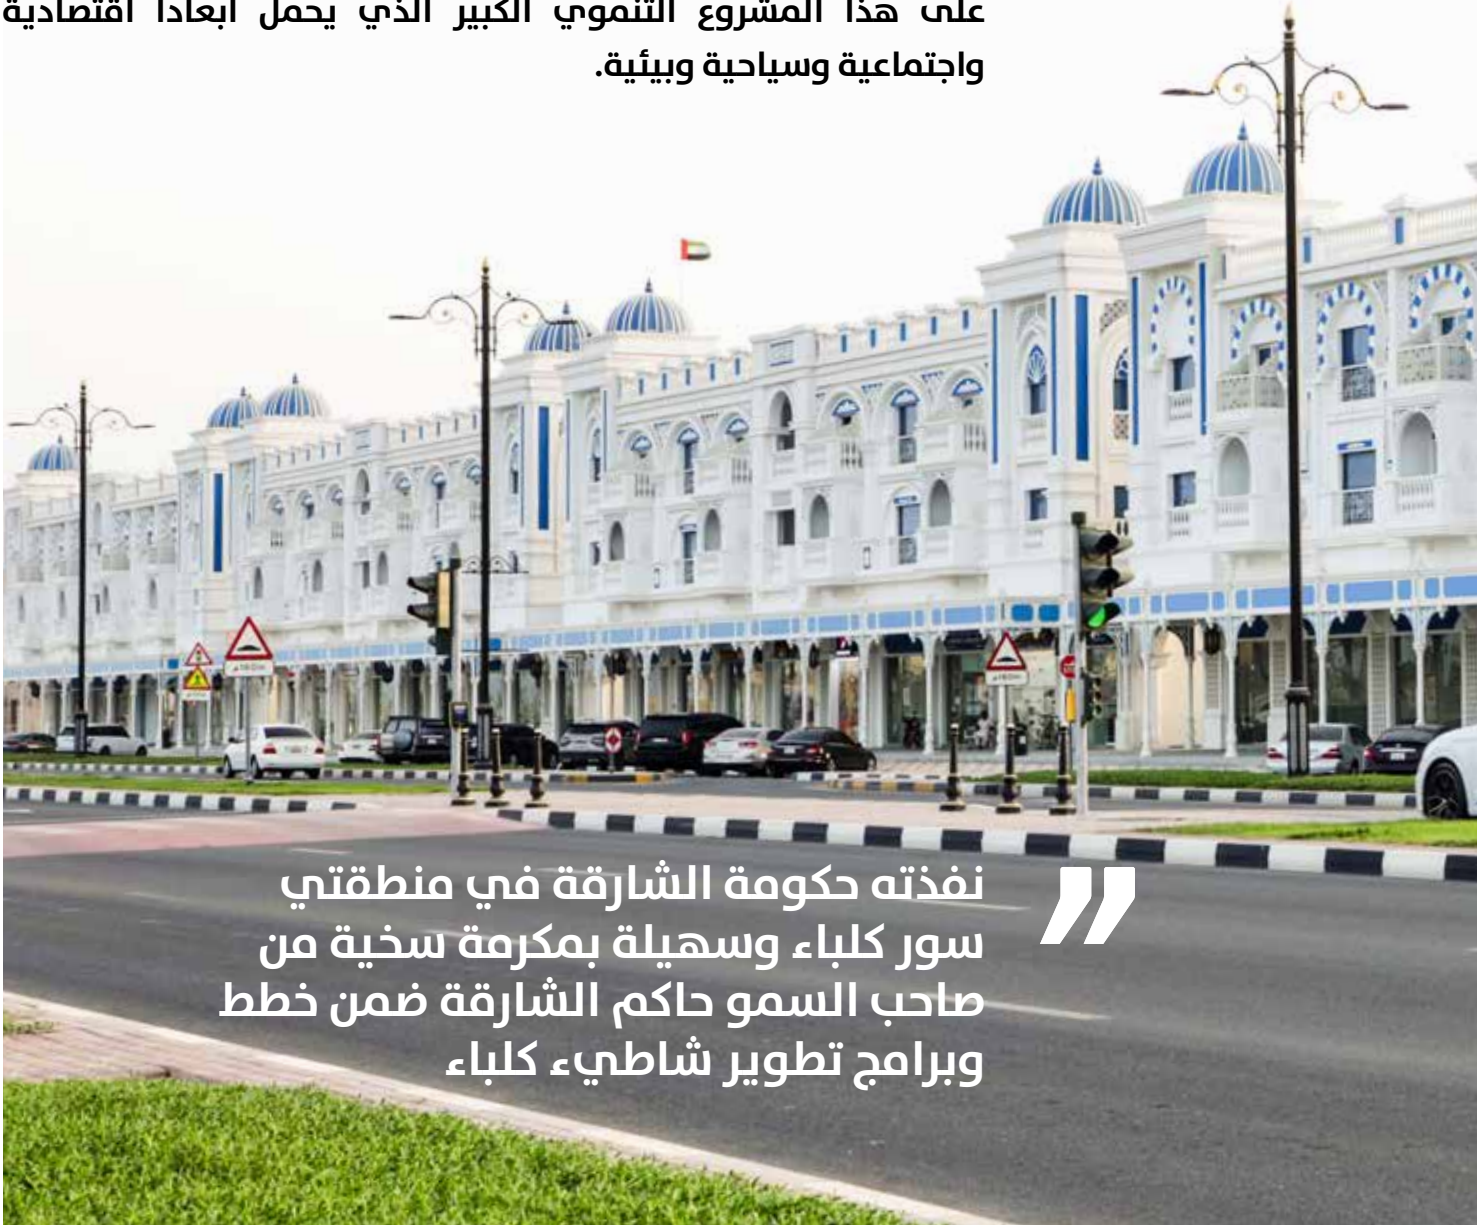 على هذا المشروع التنموي الكبير الذي يحمل أبعاداً اقتصادية
واجتماعية وسياحية وبيئية.
نفذته حكومة الشارقة في منطقتي
سور كلباء وسهيلة بمكرمة سخية من
صاحب السمو حاكم الشارقة ضمن خطط
وبرامج تطوير شاطيء كلباء